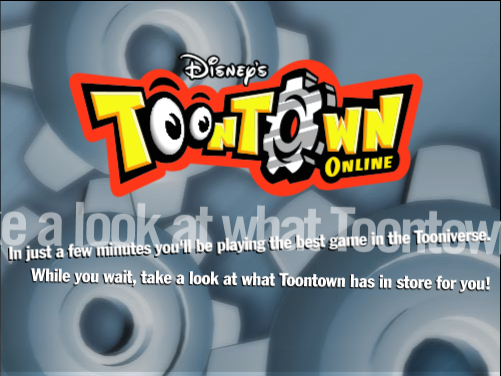 Disney's
TOONTOWN
ONLINE
e a look at what Toontow
In just a few minutes you'll be playing the best game in the Tooniverse.
While you wait, take a look at what Toontown has in store for you!